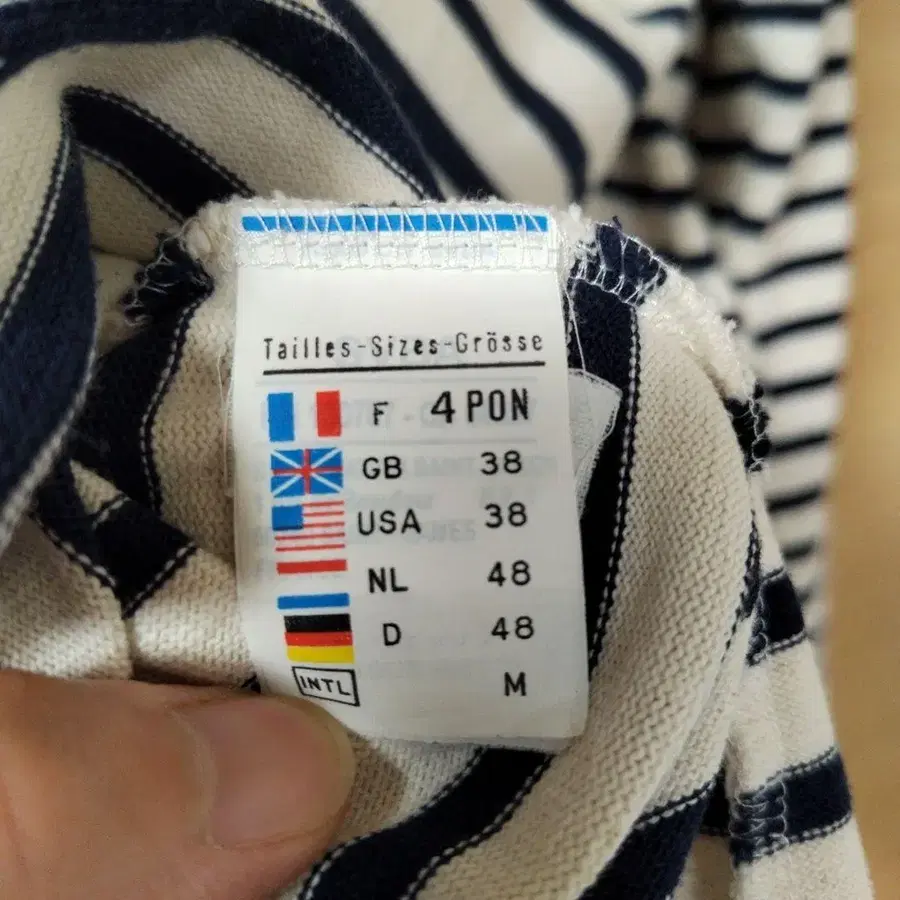 Tailles-Sizes-Grösse
F 4 PON
GB 38
USA 38
NL 48
D 48
INTL M